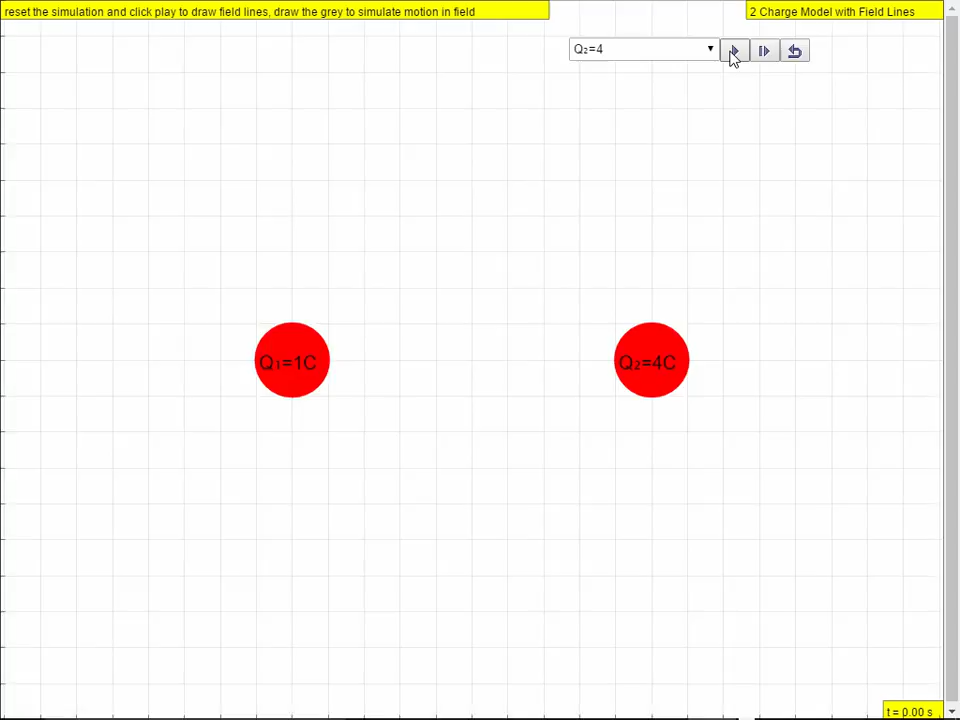 reset the simulation and click play to draw field lines, draw the grey to simulate motion in field
2 Charge Model with Field Lines
Q₂=4
Q₁=1C
Q₂=4C
t = 0.00 s